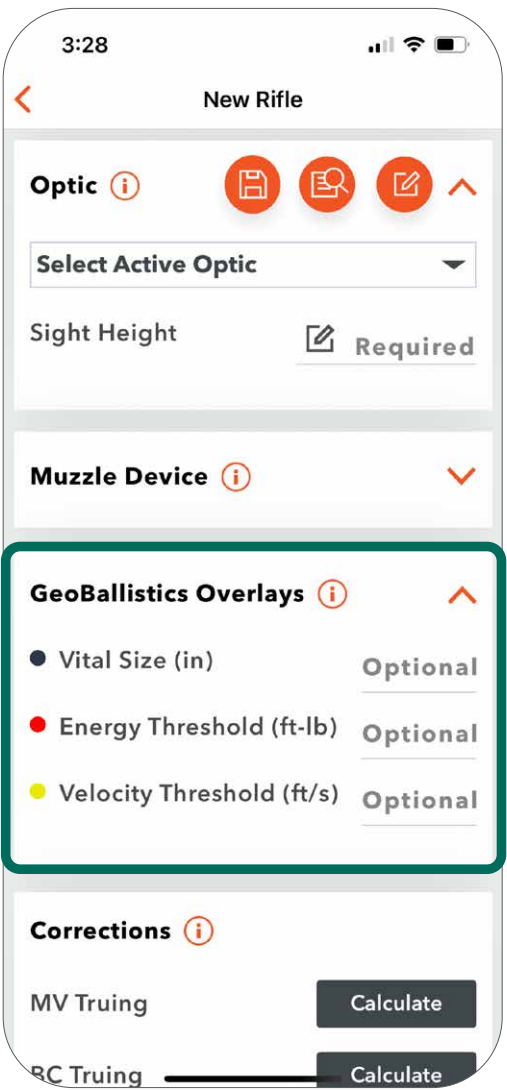 3:28
New Rifle
Optic
Select Active Optic
Sight Height Required
Muzzle Device
GeoBallistics Overlays
Vital Size (in) Optional
Energy Threshold (ft-lb) Optional
Velocity Threshold (ft/s) Optional
Corrections
MV Truing Calculate
BC Truing Calculate